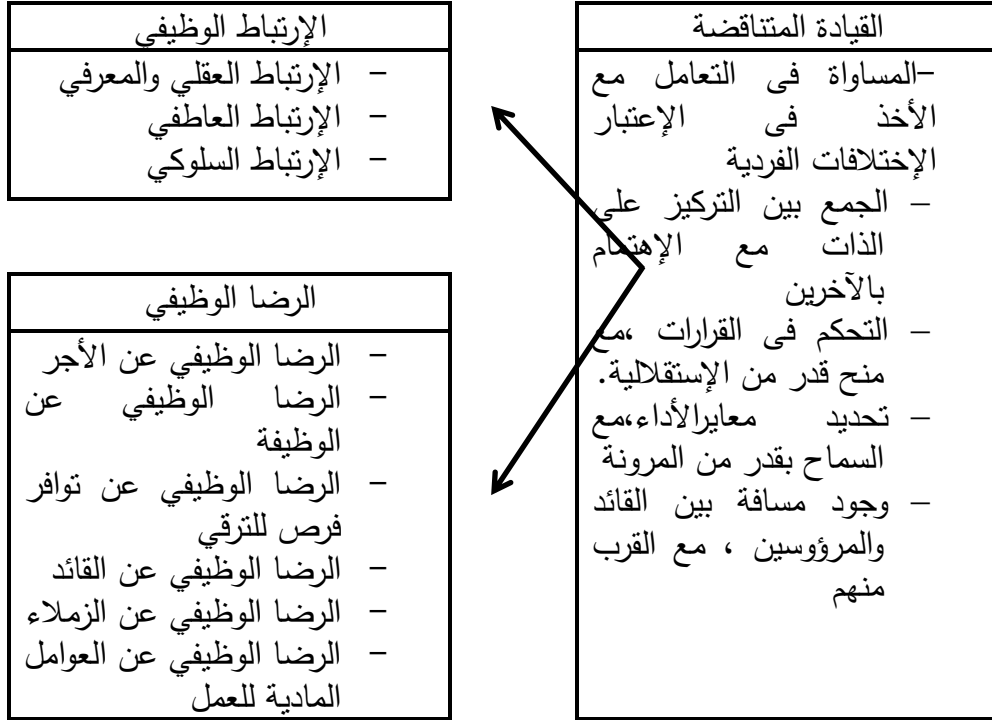 القيادة المتناقضة
–المساواة فى التعامل مع
الأخذ فى الإعتبار
الإختلافات الفردية
– الجمع بين التركيز على
الذات مع الإهتمام
بالآخرين
– التحكم فى القرارات ،مع
منح قدر من الإستقلالية.
– تحديد معايرالأداء،مع
السماح بقدر من المرونة
– وجود مسافة بين القائد
والمرؤوسين ، مع القرب
منهم
الإرتباط الوظيفي
– الإرتباط العقلي والمعرفي
– الإرتباط العاطفي
– الإرتباط السلوكي
الرضا الوظيفي
– الرضا الوظيفي عن الأجر
– الرضا الوظيفي عن
الوظيفة
– الرضا الوظيفي عن توافر
فرص للترقي
– الرضا الوظيفي عن القائد
– الرضا الوظيفي عن الزملاء
– الرضا الوظيفي عن العوامل
المادية للعمل